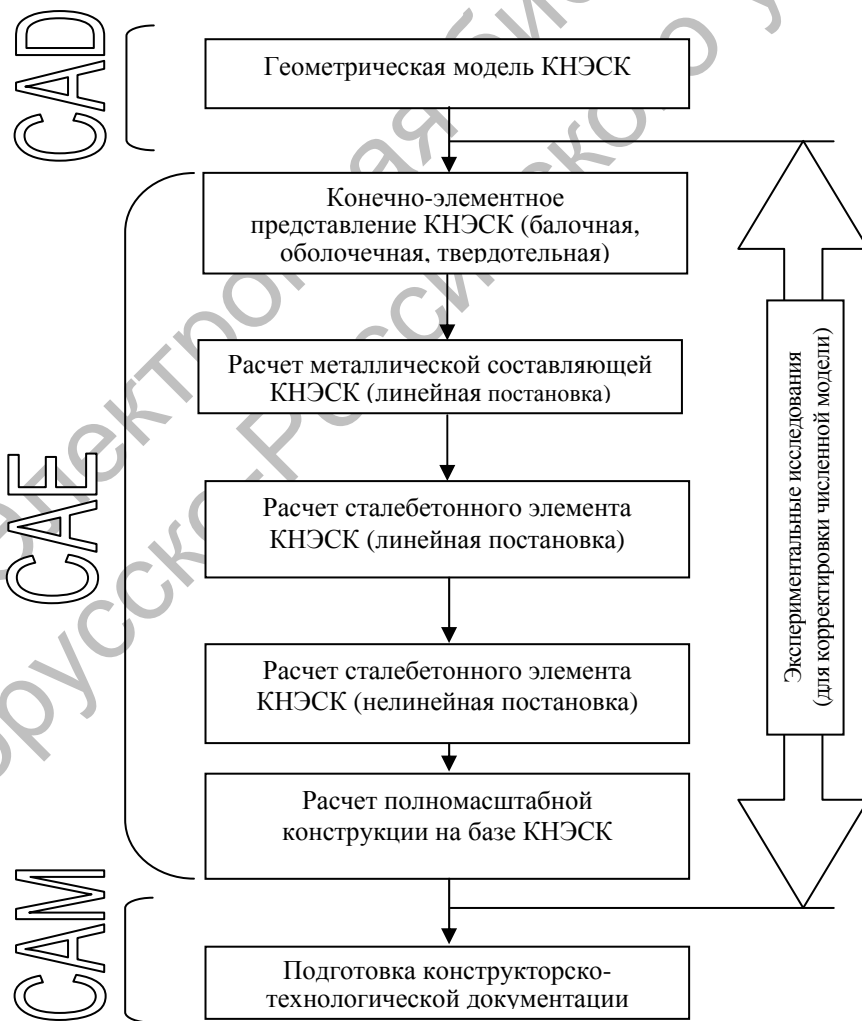 CAD
Геометрическая модель КНЭСК
CAE
Конечно-элементное
представление КНЭСК (балочная,
оболочечная, твердотельная)
Расчет металлической составляющей
КНЭСК (линейная постановка)
Расчет сталебетонного элемента
КНЭСК (линейная постановка)
Расчет сталебетонного элемента
КНЭСК (нелинейная постановка)
Расчет полномасштабной
конструкции на базе КНЭСК
Экспериментальные исследования
(для корректировки численной модели)
CAM
Подготовка конструкторско-
технологической документации